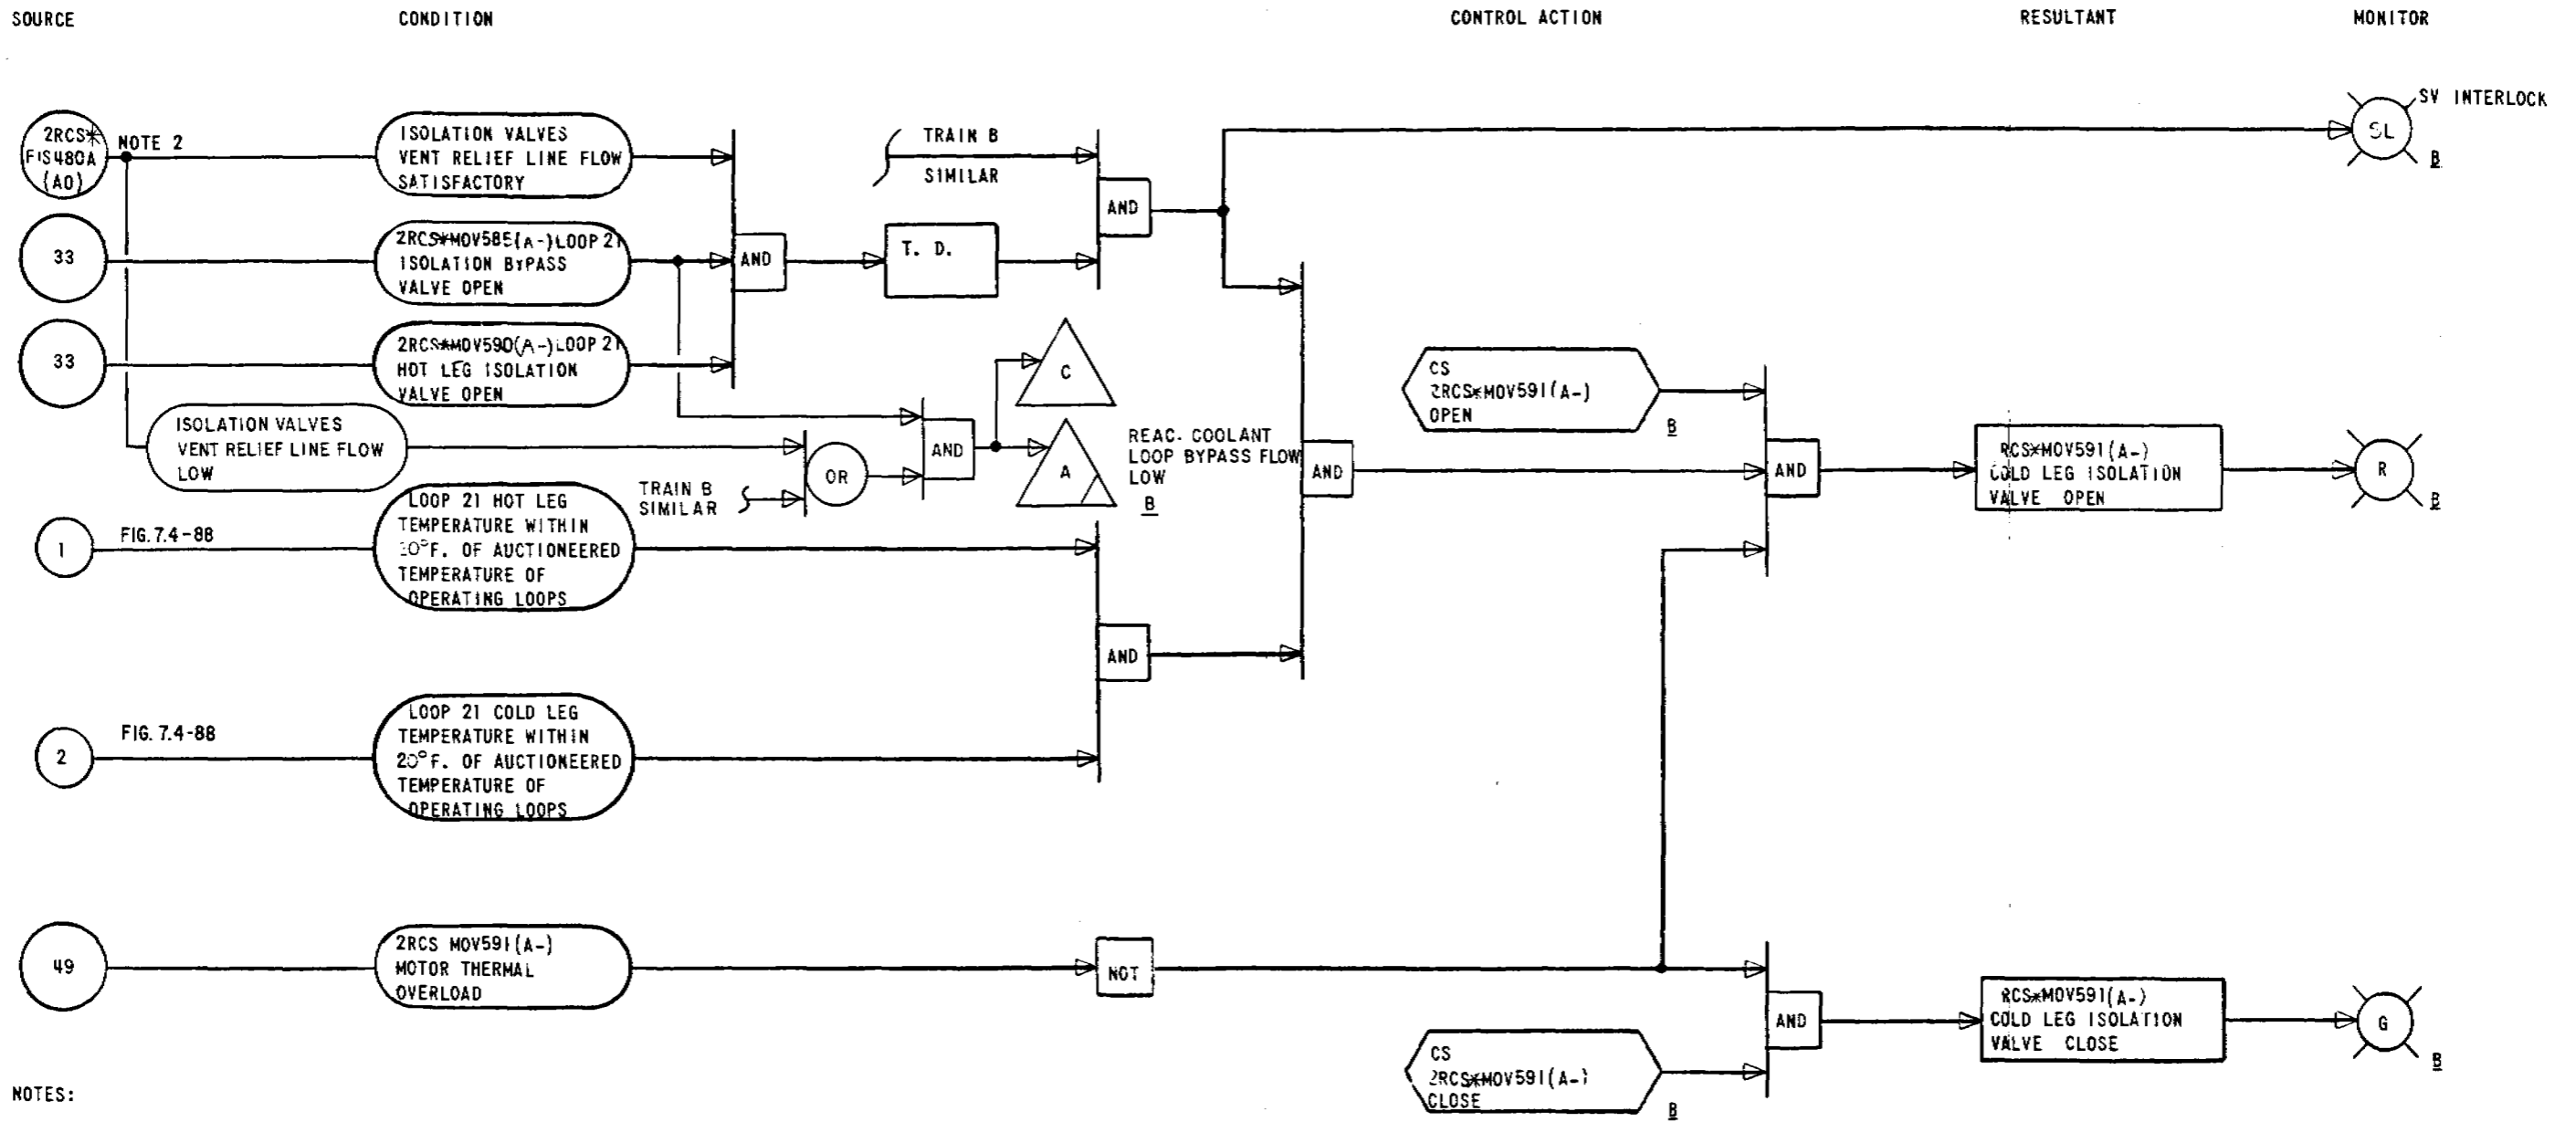 SOURCE
CONDITION
CONTROL ACTION
RESULTANT
MONITOR
2RCS*
FIS480A
(AO)
NOTE 2
ISOLATION VALVES
VENT RELIEF LINE FLOW
SATISFACTORY
TRAIN B
SIMILAR
AND
SL
SV INTERLOCK
B
33
2RCS*MOV585(A-)LOOP 21
ISOLATION BYPASS
VALVE OPEN
AND
T. D.
33
2RCS*MOV590(A-)LOOP 21
HOT LEG ISOLATION
VALVE OPEN
C
CS
2RCS*MOV591(A-)
OPEN
B
ISOLATION VALVES
VENT RELIEF LINE FLOW
LOW
TRAIN B
SIMILAR
OR
AND
A
REAC. COOLANT
LOOP BYPASS FLOW
LOW
B
AND
AND
RCS*MOV591(A-)
COLD LEG ISOLATION
VALVE OPEN
R
B
1
FIG. 7.4-8B
LOOP 21 HOT LEG
TEMPERATURE WITHIN
F. OF AUCTIONEERED
TEMPERATURE OF
OPERATING LOOPS
AND
2
FIG. 7.4-8B
LOOP 21 COLD LEG
TEMPERATURE WITHIN
20°F. OF AUCTIONEERED
TEMPERATURE OF
OPERATING LOOPS
49
2RCS MOV591(A-)
MOTOR THERMAL
OVERLOAD
NOT
CS
2RCS*MOV591(A-)
CLOSE
B
AND
RCS*MOV591(A-)
COLD LEG ISOLATION
VALVE CLOSE
G
B
NOTES: